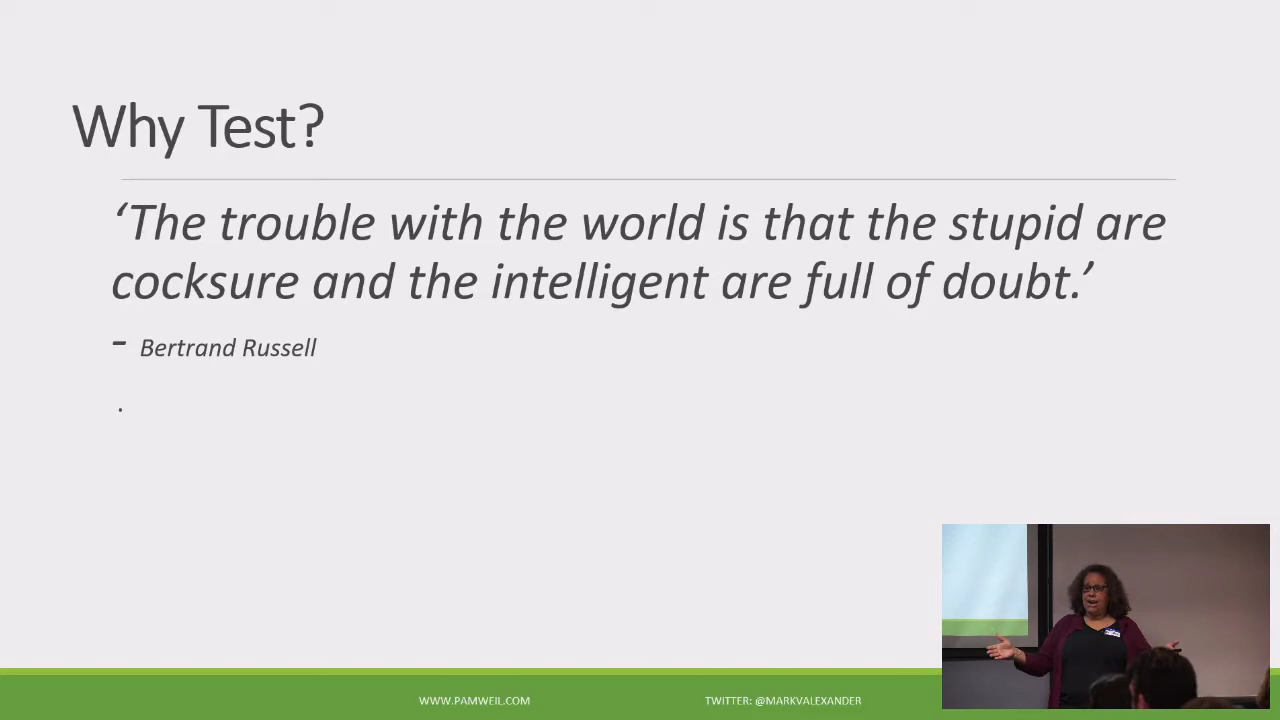 Why Test?
‘The trouble with the world is that the stupid are
cocksure and the intelligent are full of doubt.’
- Bertrand Russell
.
WWW.PAMWEIL.COM
TWITTER: @MARKVALEXANDER